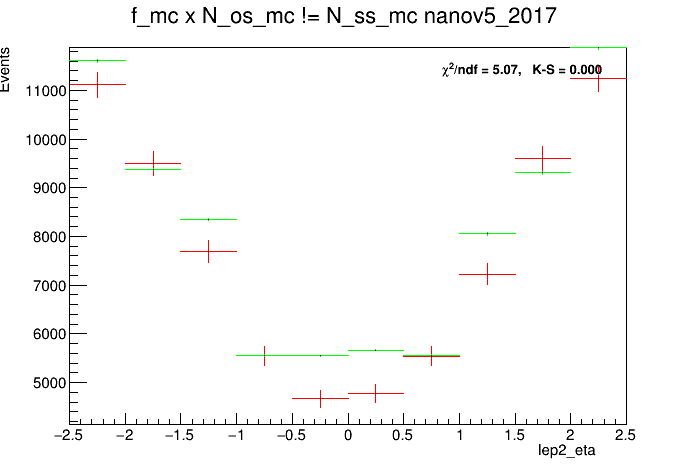 f_mc x N_os_mc != N_ss_mc nanov5_2017
Events
χ²/ndf = 5.07, K-S = 0.000
11000
10000
9000
8000
7000
6000
5000
−2.5 −2 −1.5 −1 −0.5 0 0.5 1 1.5 2 2.5
lep2_eta